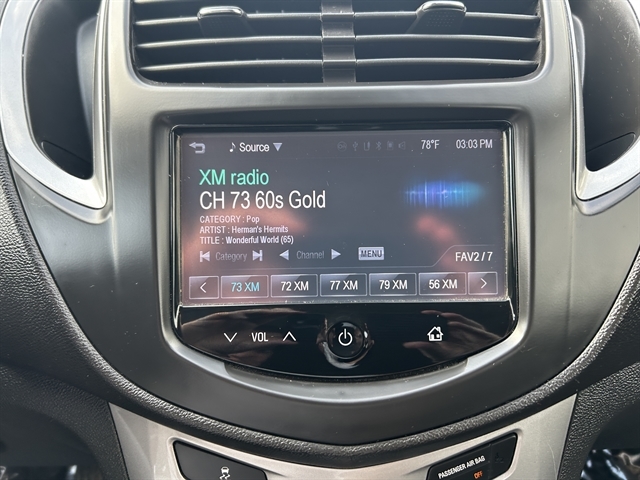 ♪ Source ▼ 78°F 03:03 PM
XM radio
CH 73 60s Gold
CATEGORY : Pop
ARTIST : Herman's Hermits
TITLE : Wonderful World (65)
Category Channel MENU FAV2 / 7
< 73 XM 72 XM 77 XM 79 XM 56 XM >
VOL
PASSENGER AIR BAG
OFF